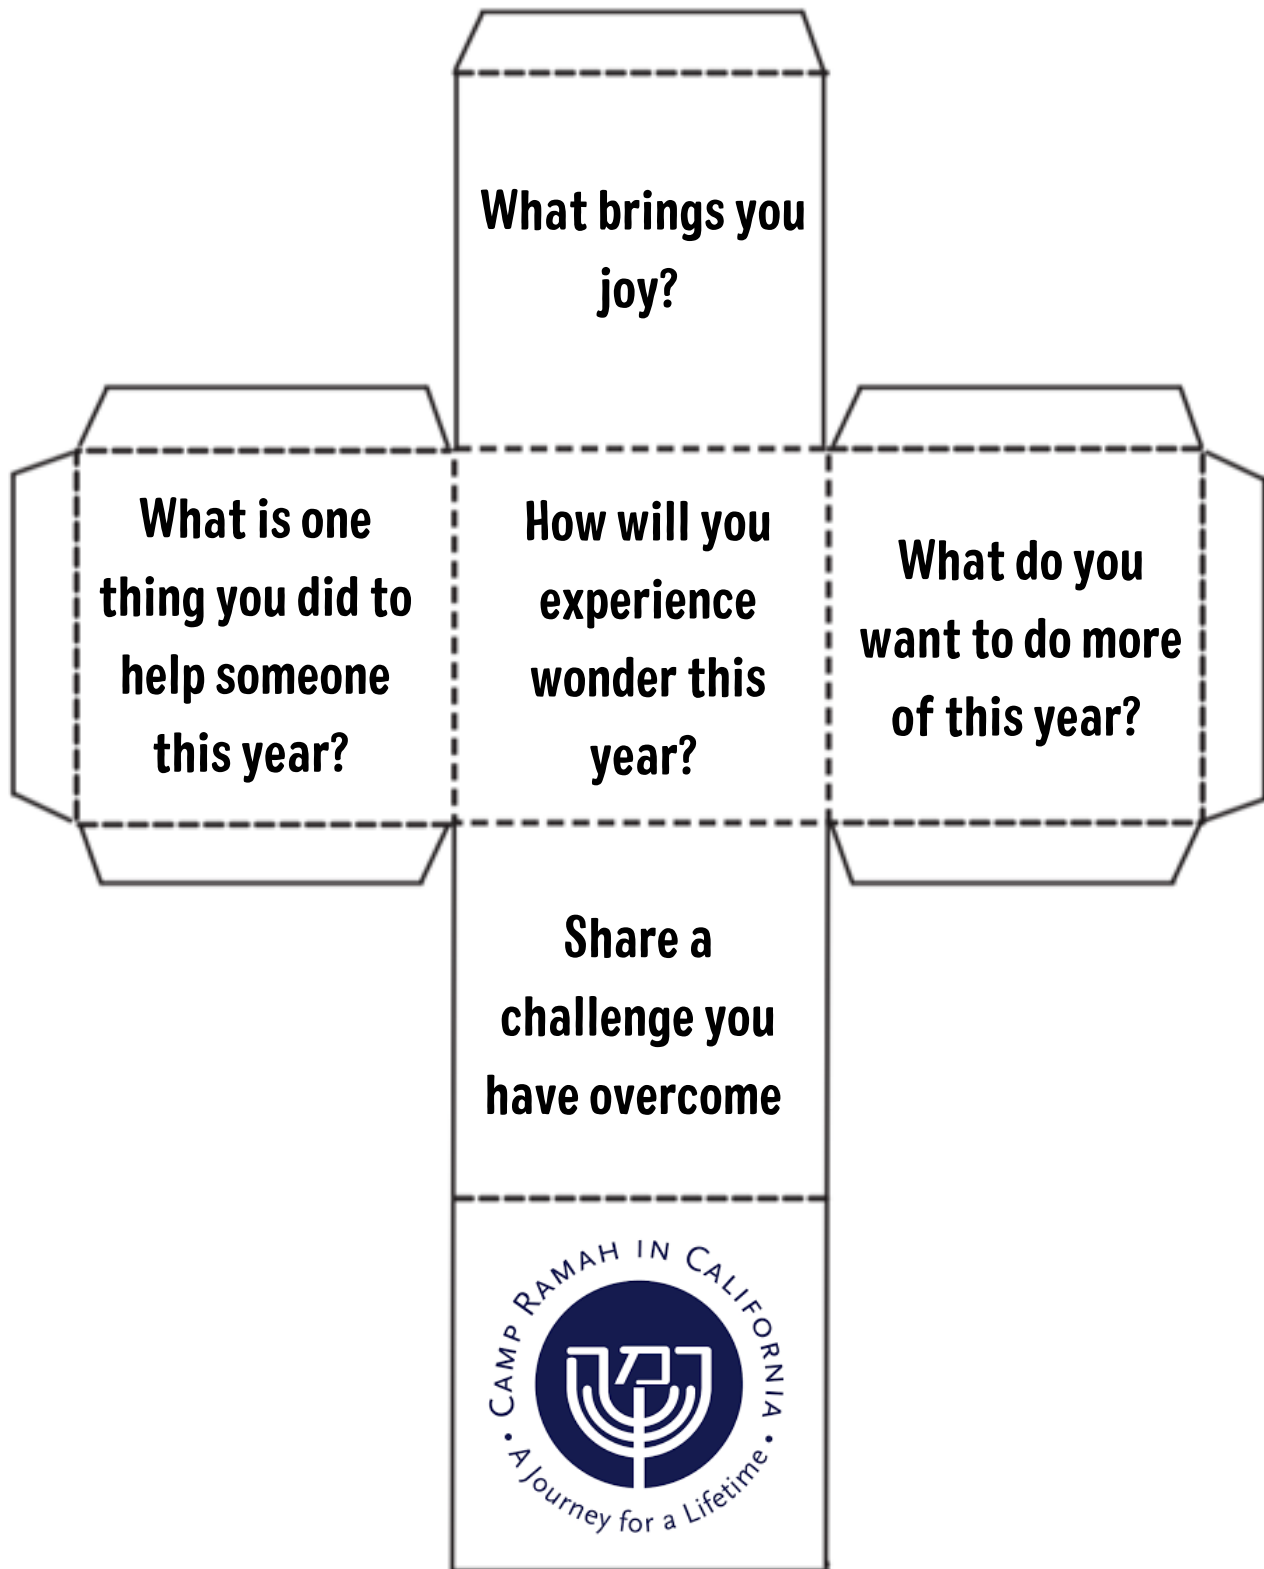 What brings you
joy?
What is one
thing you did to
help someone
this year?
How will you
experience
wonder this
year?
What do you
want to do more
of this year?
Share a
challenge you
have overcome
CAMP RAMAH IN CALIFORNIA
רמה
• A Journey for a Lifetime •